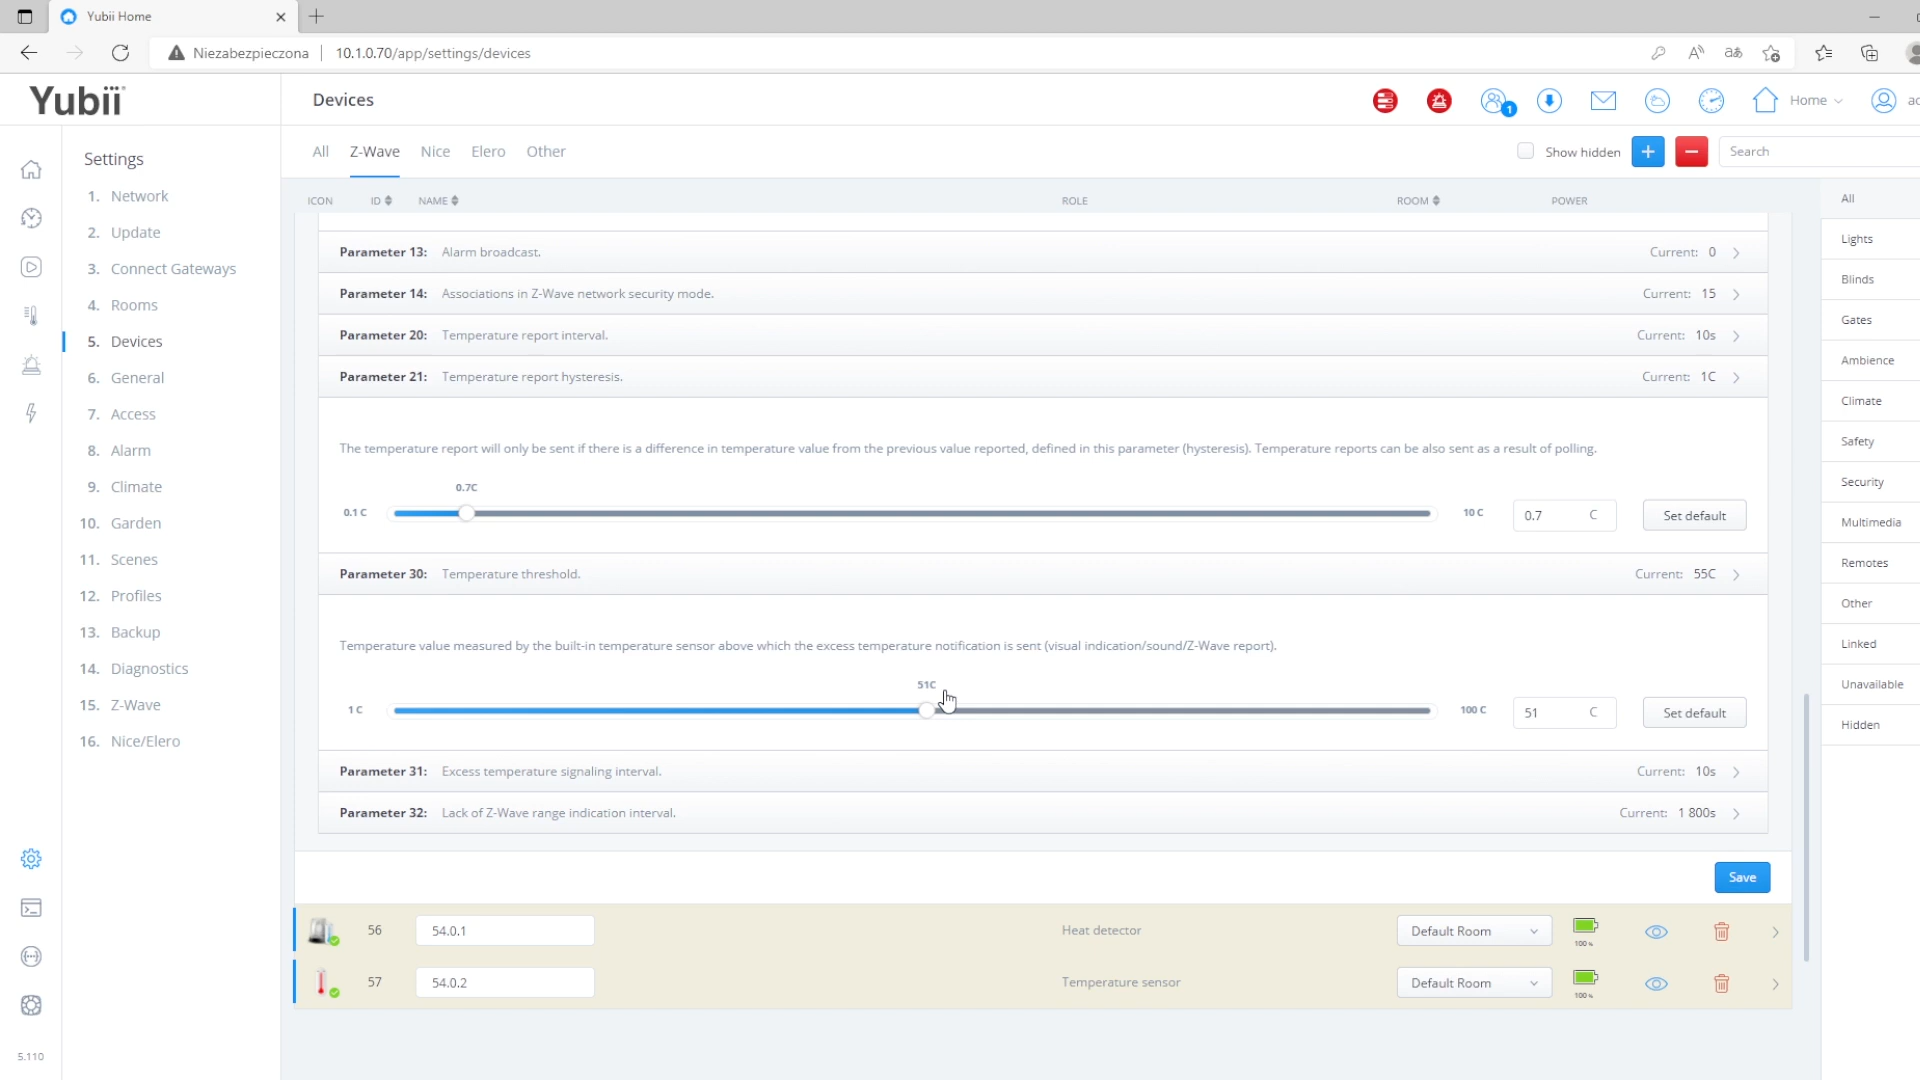 Yubii Home
Niezabezpieczona
10.1.0.70/app/settings/devices
Yubii
Devices
1
Home
Settings
1. Network
2. Update
3. Connect Gateways
4. Rooms
5. Devices
6. General
7. Access
8. Alarm
9. Climate
10. Garden
11. Scenes
12. Profiles
13. Backup
14. Diagnostics
15. Z-Wave
16. Nice/Elero
5.110
All Z-Wave Nice Elero Other
Show hidden + − Search
ICON ID NAME ROLE ROOM POWER
Parameter 13: Alarm broadcast. Current: 0
Parameter 14: Associations in Z-Wave network security mode. Current: 15
Parameter 20: Temperature report interval. Current: 10s
Parameter 21: Temperature report hysteresis. Current: 1C
The temperature report will only be sent if there is a difference in temperature value from the previous value reported, defined in this parameter (hysteresis). Temperature reports can be also sent as a result of polling.
0.7C
0.1 C 10 C 0.7 C Set default
Parameter 30: Temperature threshold. Current: 55C
Temperature value measured by the built-in temperature sensor above which the excess temperature notification is sent (visual indication/sound/Z-Wave report).
51C
1 C 100 C 51 C Set default
Parameter 31: Excess temperature signaling interval. Current: 10s
Parameter 32: Lack of Z-Wave range indication interval. Current: 1 800s
Save
56 54.0.1 Heat detector Default Room 100 %
57 54.0.2 Temperature sensor Default Room 100 %
All
Lights
Blinds
Gates
Ambience
Climate
Safety
Security
Multimedia
Remotes
Other
Linked
Unavailable
Hidden